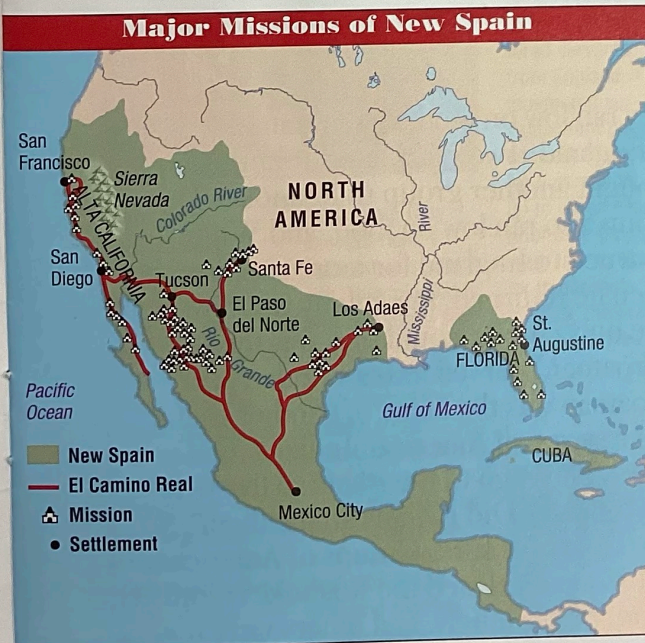 Major Missions of New Spain
San
Francisco
Sierra
Nevada
ALTA CALIFORNIA
Colorado River
NORTH
AMERICA
San
Diego
Tucson
Santa Fe
El Paso
del Norte
Los Adaes
Mississippi
River
Rio
Grande
St.
Augustine
FLORIDA
Pacific
Ocean
Gulf of Mexico
CUBA
Mexico City
New Spain
El Camino Real
Mission
Settlement